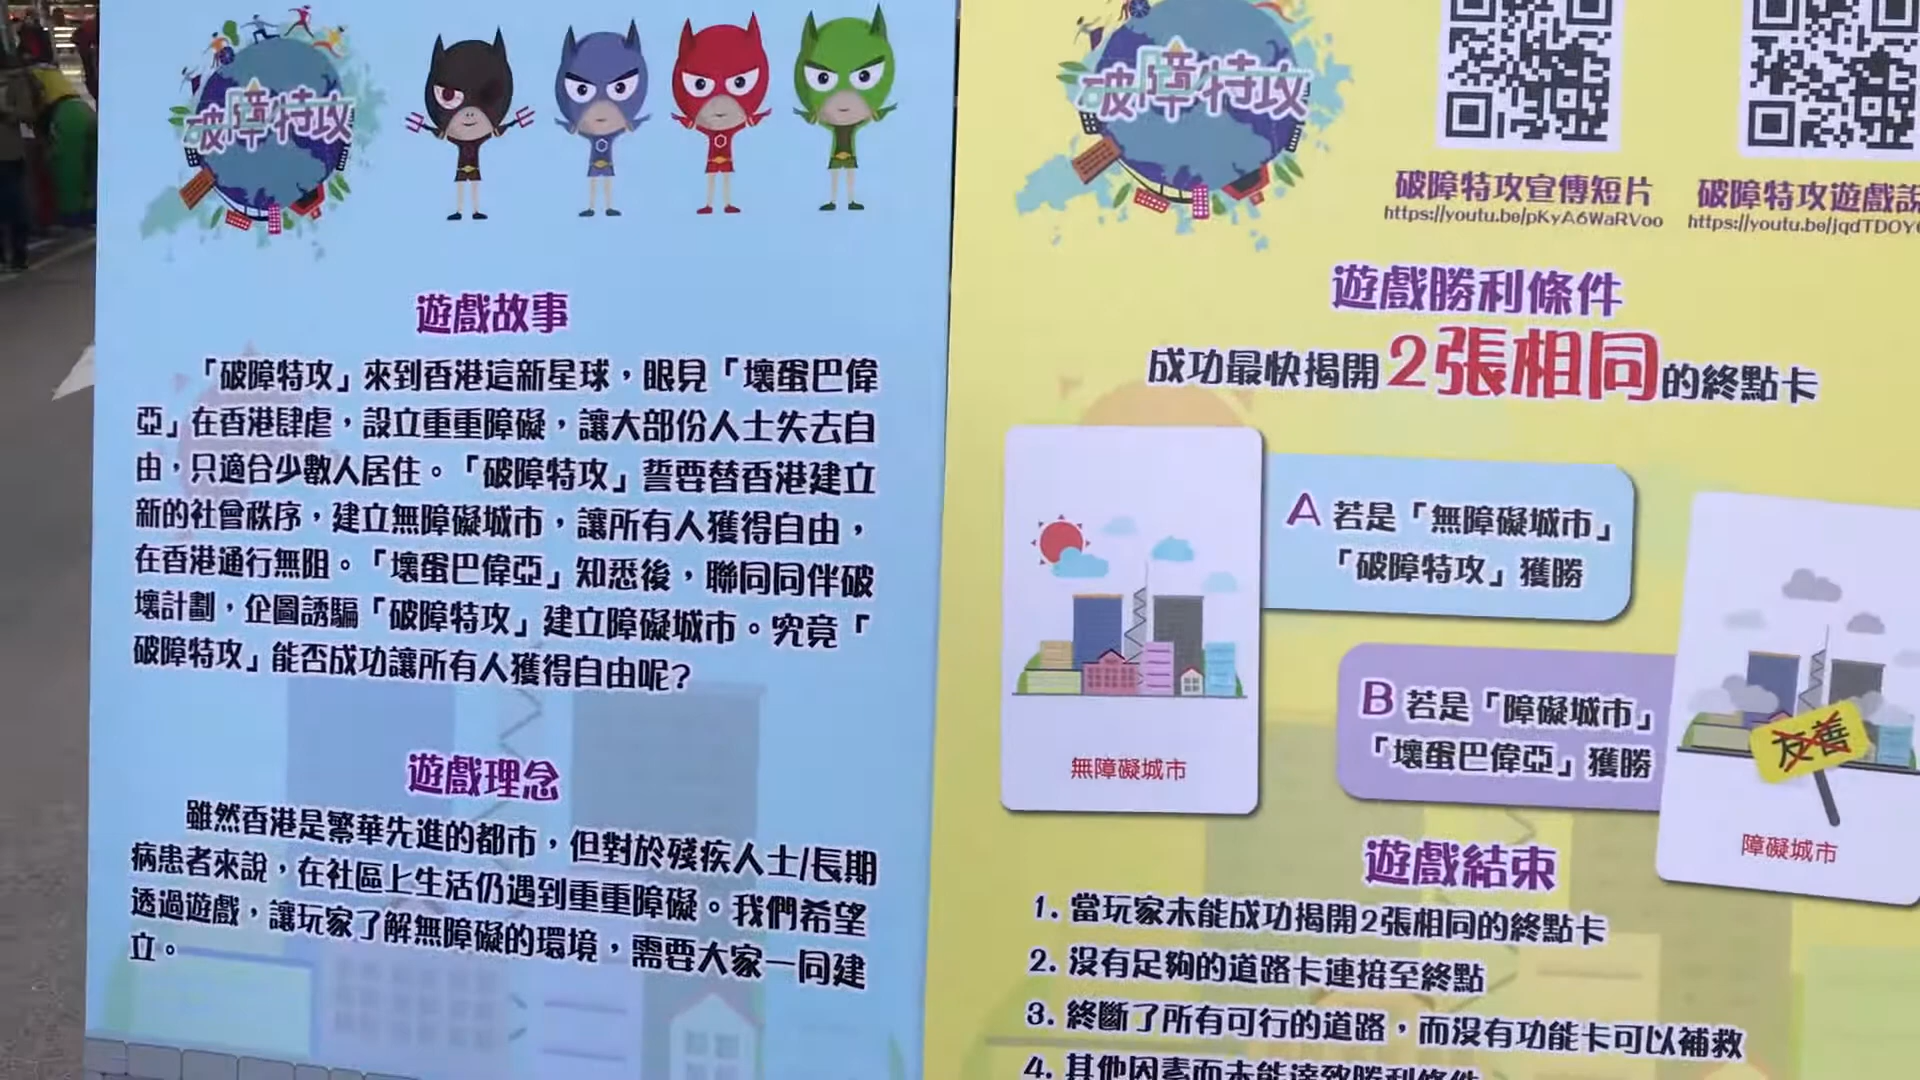 破障特攻
遊戲故事
「破障特攻」來到香港這新星球，眼見「壞蛋巴偉
亞」在香港肆虐，設立重重障礙，讓大部份人士失去自
由，只適合少數人居住。「破障特攻」誓要替香港建立
新的社會秩序，建立無障礙城市，讓所有人獲得自由，
在香港通行無阻。「壞蛋巴偉亞」知悉後，聯同同伴破
壞計劃，企圖誘騙「破障特攻」建立障礙城市。究竟「
破障特攻」能否成功讓所有人獲得自由呢？
遊戲理念
雖然香港是繁華先進的都市，但對於殘疾人士/長期
病患者來說，在社區上生活仍遇到重重障礙。我們希望
透過遊戲，讓玩家了解無障礙的環境，需要大家一同建
立。
破障特攻
破障特攻宣傳短片
https://youtu.be/pKyA6WaRVoo
破障特攻遊戲說
https://youtu.be/jqdTDOY
遊戲勝利條件
成功最快揭開2張相同的終點卡
A 若是「無障礙城市」
「破障特攻」獲勝
無障礙城市
B 若是「障礙城市」
「壞蛋巴偉亞」獲勝
友善
障礙城市
遊戲結束
1. 當玩家未能成功揭開2張相同的終點卡
2. 沒有足夠的道路卡連接至終點
3. 終斷了所有可行的道路，而沒有功能卡可以補救
4. 其他因素而未能達致勝利條件